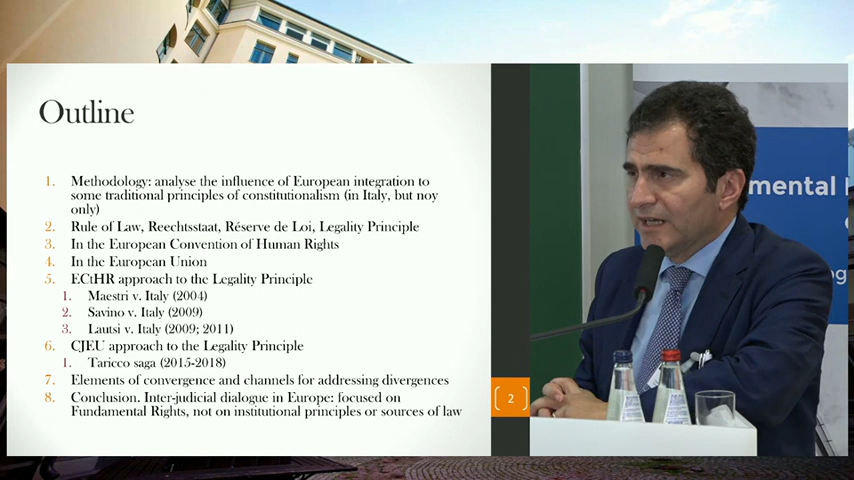 Outline
1. Methodology: analyse the influence of European integration to
some traditional principles of constitutionalism (in Italy, but noy
only)
2. Rule of Law, Reechtsstaat, Réserve de Loi, Legality Principle
3. In the European Convention of Human Rights
4. In the European Union
5. ECtHR approach to the Legality Principle
1. Maestri v. Italy (2004)
2. Savino v. Italy (2009)
3. Lautsi v. Italy (2009; 2011)
6. CJEU approach to the Legality Principle
1. Taricco saga (2015-2018)
7. Elements of convergence and channels for addressing divergences
8. Conclusion. Inter-judicial dialogue in Europe: focused on
Fundamental Rights, not on institutional principles or sources of law
2
mental